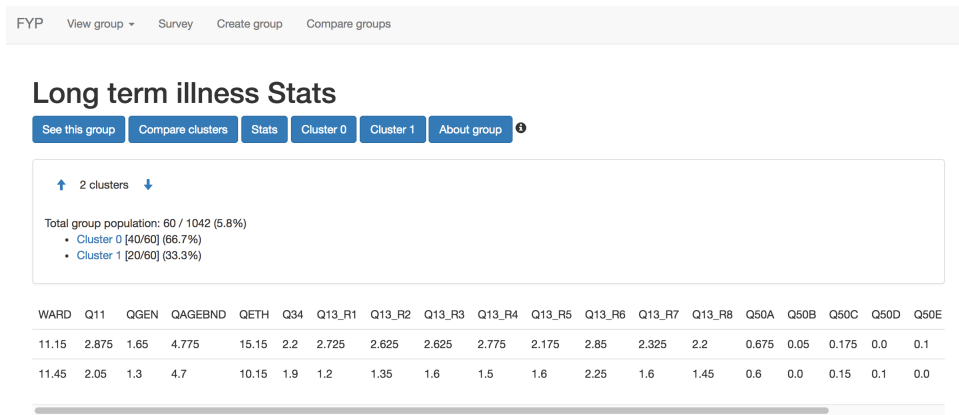 FYP View group Survey Create group Compare groups
Long term illness Stats
See this group Compare clusters Stats Cluster 0 Cluster 1 About group
2 clusters
Total group population: 60 / 1042 (5.8%)
• Cluster 0 [40/60] (66.7%)
• Cluster 1 [20/60] (33.3%)
WARD Q11 QGEN QAGEBND QETH Q34 Q13_R1 Q13_R2 Q13_R3 Q13_R4 Q13_R5 Q13_R6 Q13_R7 Q13_R8 Q50A Q50B Q50C Q50D Q50E
11.15 2.875 1.65 4.775 15.15 2.2 2.725 2.625 2.625 2.775 2.175 2.85 2.325 2.2 0.675 0.05 0.175 0.0 0.1
11.45 2.05 1.3 4.7 10.15 1.9 1.2 1.35 1.6 1.5 1.6 2.25 1.6 1.45 0.6 0.0 0.15 0.1 0.0